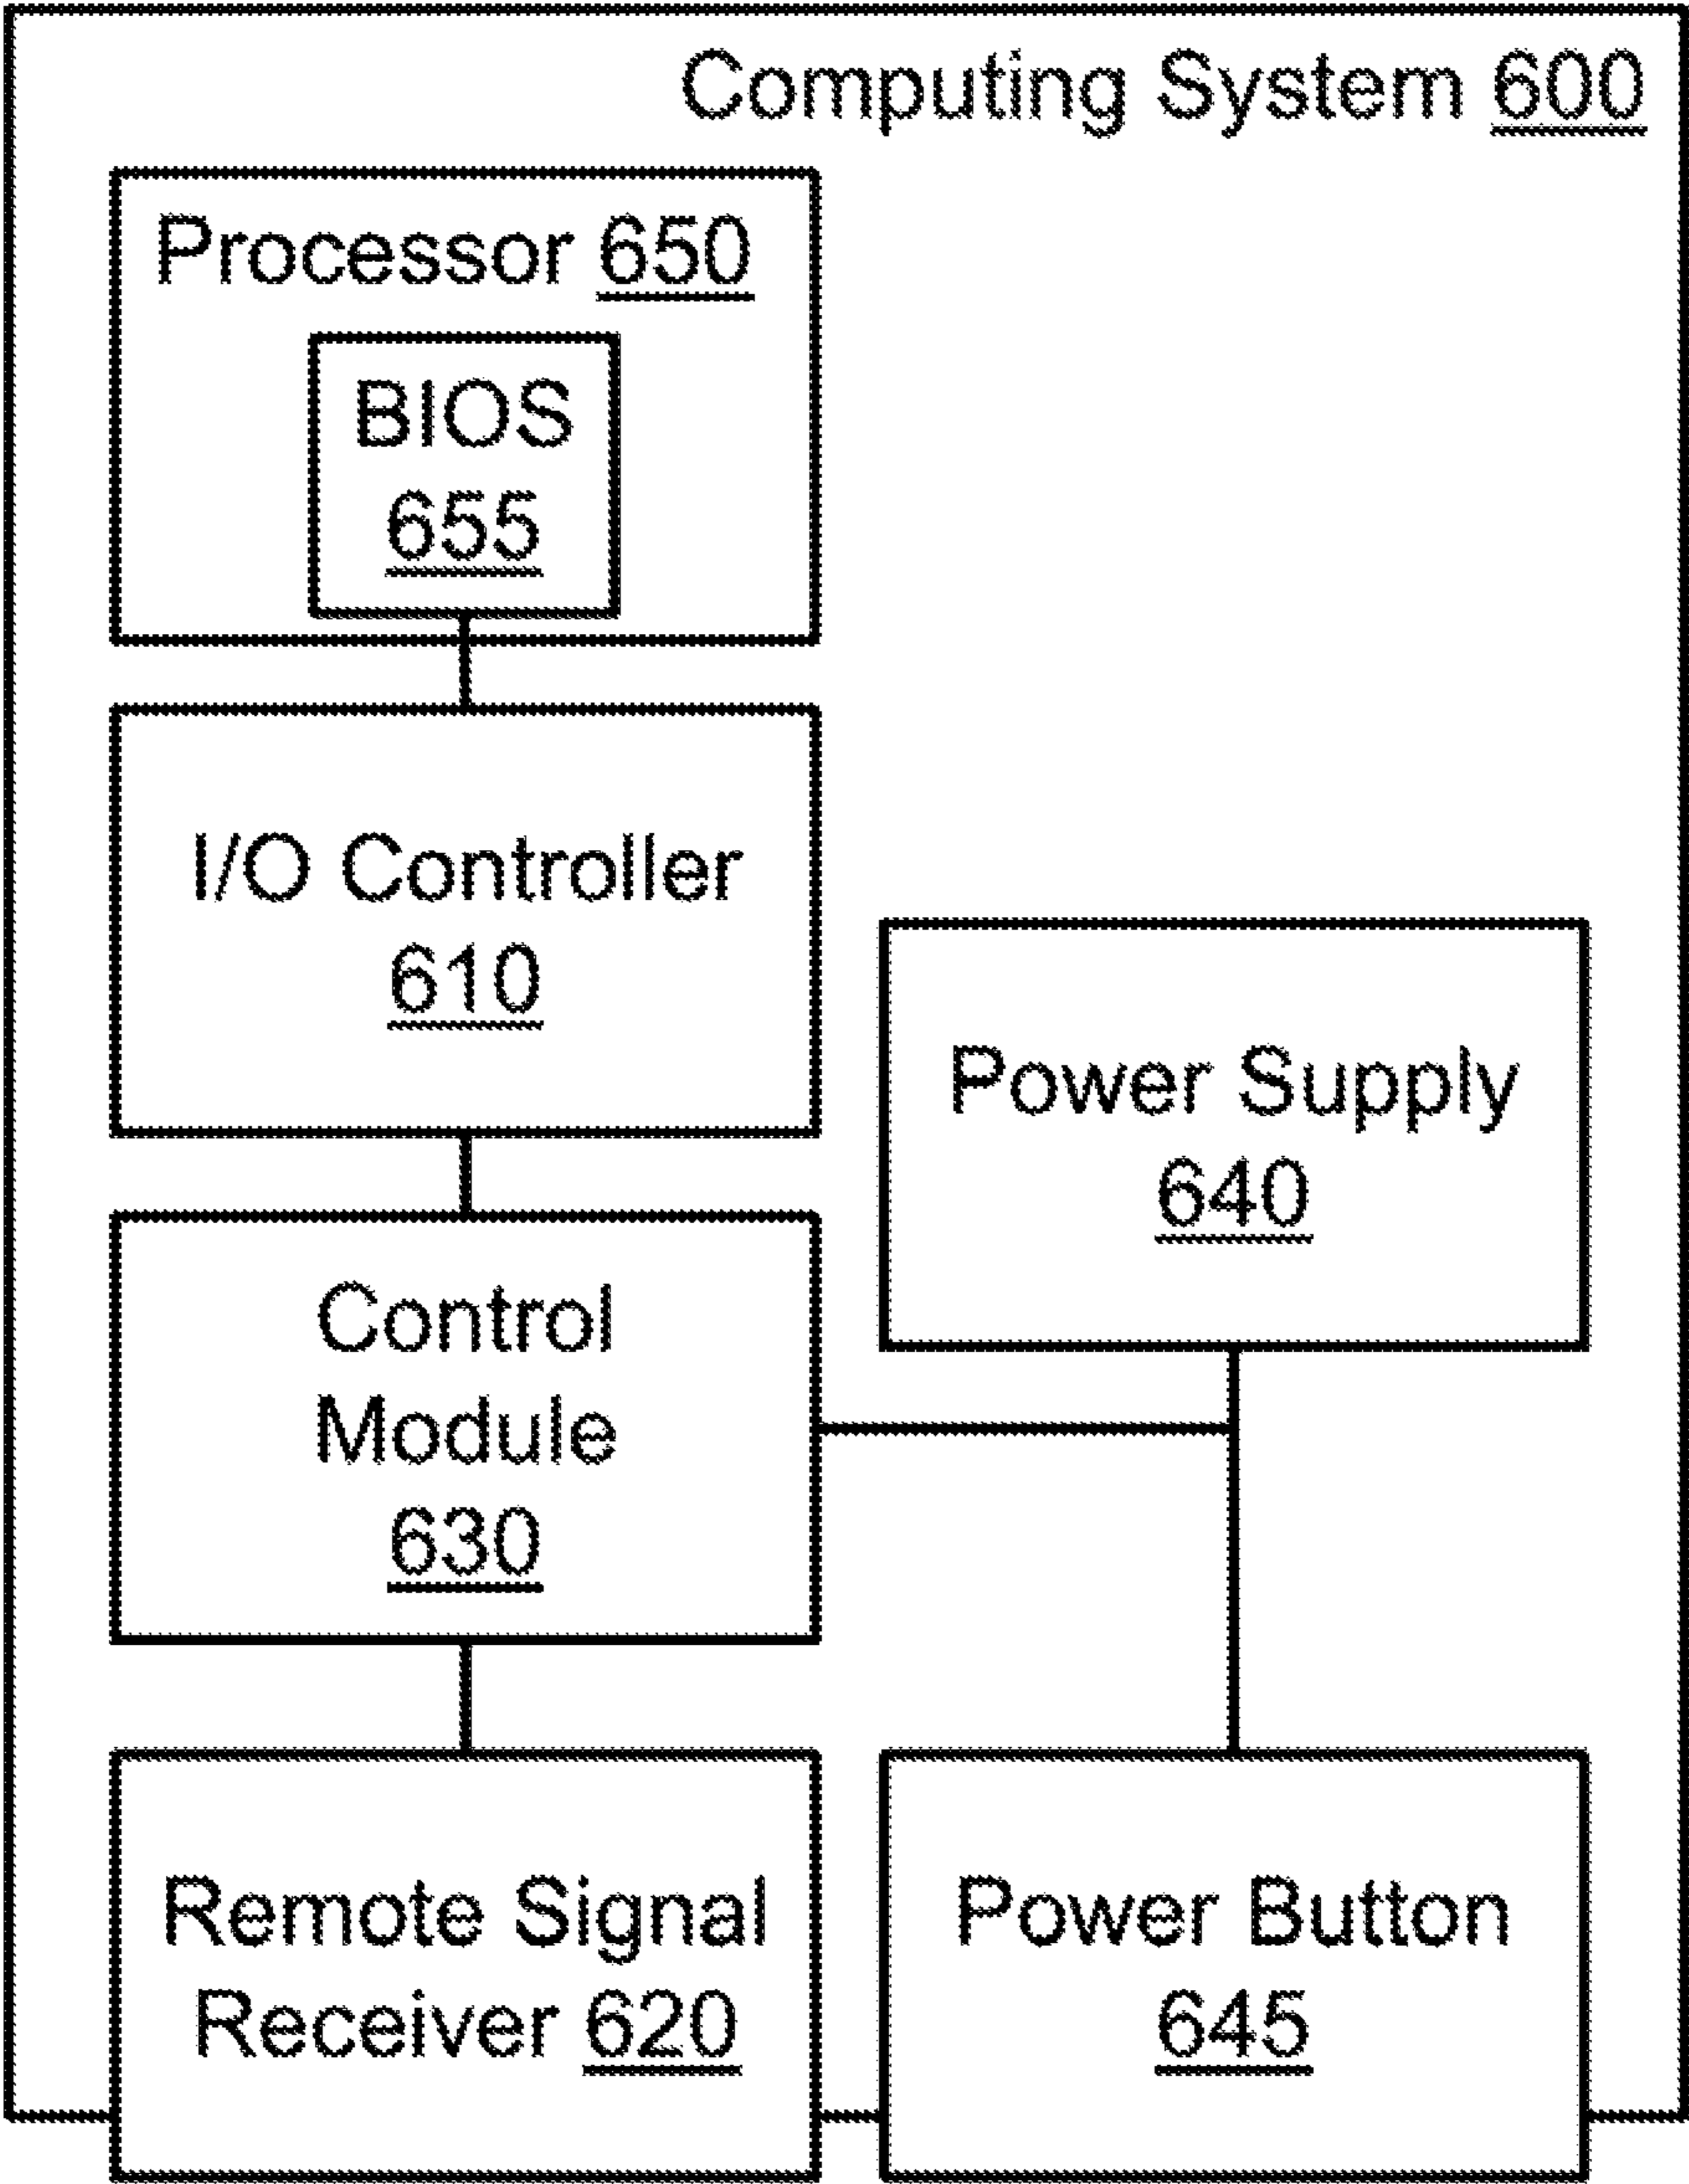 Computing System 600
Processor 650
BIOS
655
I/O Controller
610
Power Supply
640
Control
Module
630
Remote Signal
Receiver 620
Power Button
645